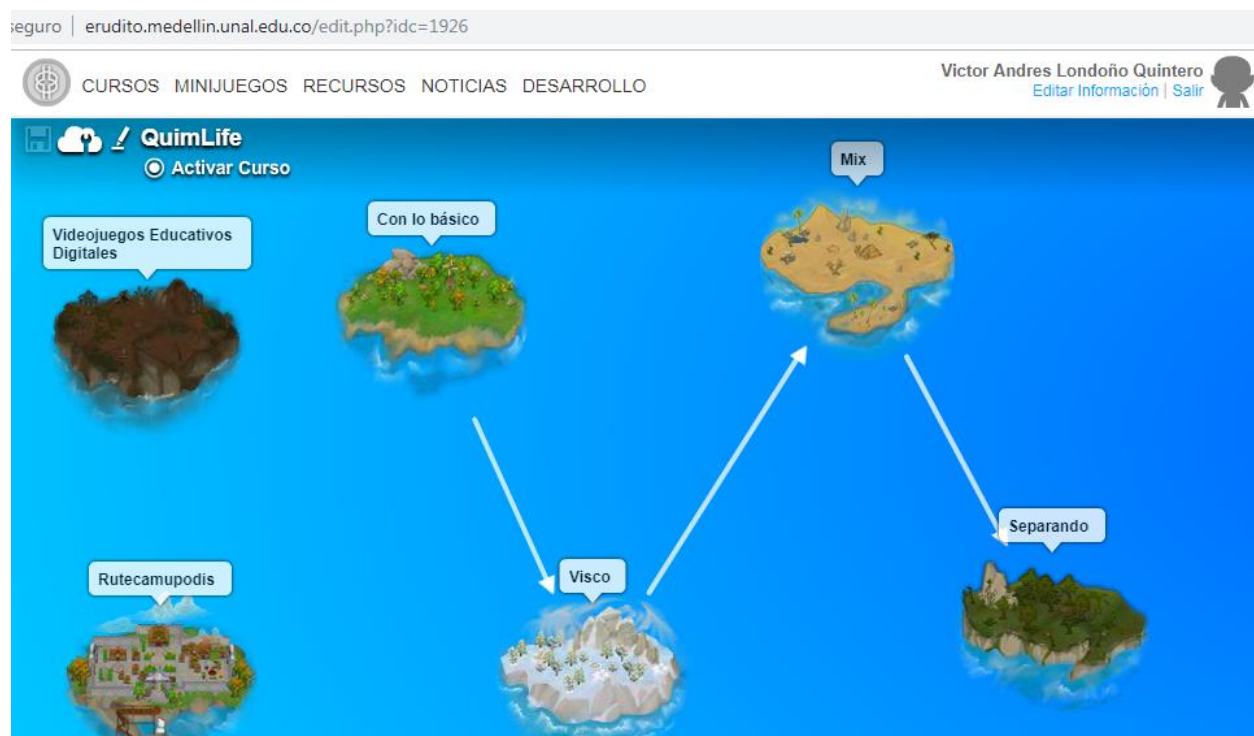 seguro | erudito.medellin.unal.edu.co/edit.php?idc=1926
CURSOS MINIJUEGOS RECURSOS NOTICIAS DESARROLLO
Victor Andres Londoño Quintero
Editar Información | Salir
QuimLife
Activar Curso
Mix
Con lo básico
Videojuegos Educativos
Digitales
Separando
Rutecamupodis
Visco